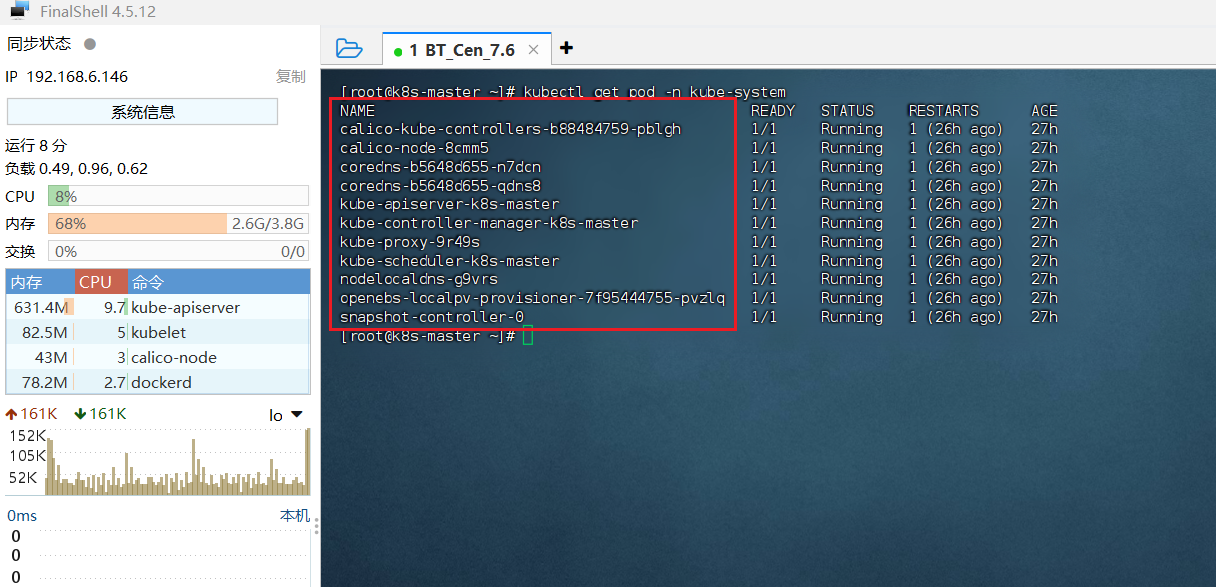 FinalShell 4.5.12
同步状态
IP 192.168.6.146 复制
系统信息
运行 8 分
负载 0.49, 0.96, 0.62
CPU 8%
内存 68% 2.6G/3.8G
交换 0% 0/0
内存 CPU 命令
631.4M 9.7 kube-apiserver
82.5M 5 kubelet
43M 3 calico-node
78.2M 2.7 dockerd
161K 161K lo
152K
105K
52K
0ms 本机
0
0
0
1 BT_Cen_7.6
[root@k8s-master ~]# kubectl get pod -n kube-system
NAME READY STATUS RESTARTS AGE
calico-kube-controllers-b88484759-pblgh 1/1 Running 1 (26h ago) 27h
calico-node-8cmm5 1/1 Running 1 (26h ago) 27h
coredns-b5648d655-n7dcn 1/1 Running 1 (26h ago) 27h
coredns-b5648d655-qdns8 1/1 Running 1 (26h ago) 27h
kube-apiserver-k8s-master 1/1 Running 1 (26h ago) 27h
kube-controller-manager-k8s-master 1/1 Running 1 (26h ago) 27h
kube-proxy-9r49s 1/1 Running 1 (26h ago) 27h
kube-scheduler-k8s-master 1/1 Running 1 (26h ago) 27h
nodelocaldns-g9vrs 1/1 Running 1 (26h ago) 27h
openebs-localpv-provisioner-7f95444755-pvzlq 1/1 Running 1 (26h ago) 27h
snapshot-controller-0 1/1 Running 1 (26h ago) 27h
[root@k8s-master ~]#